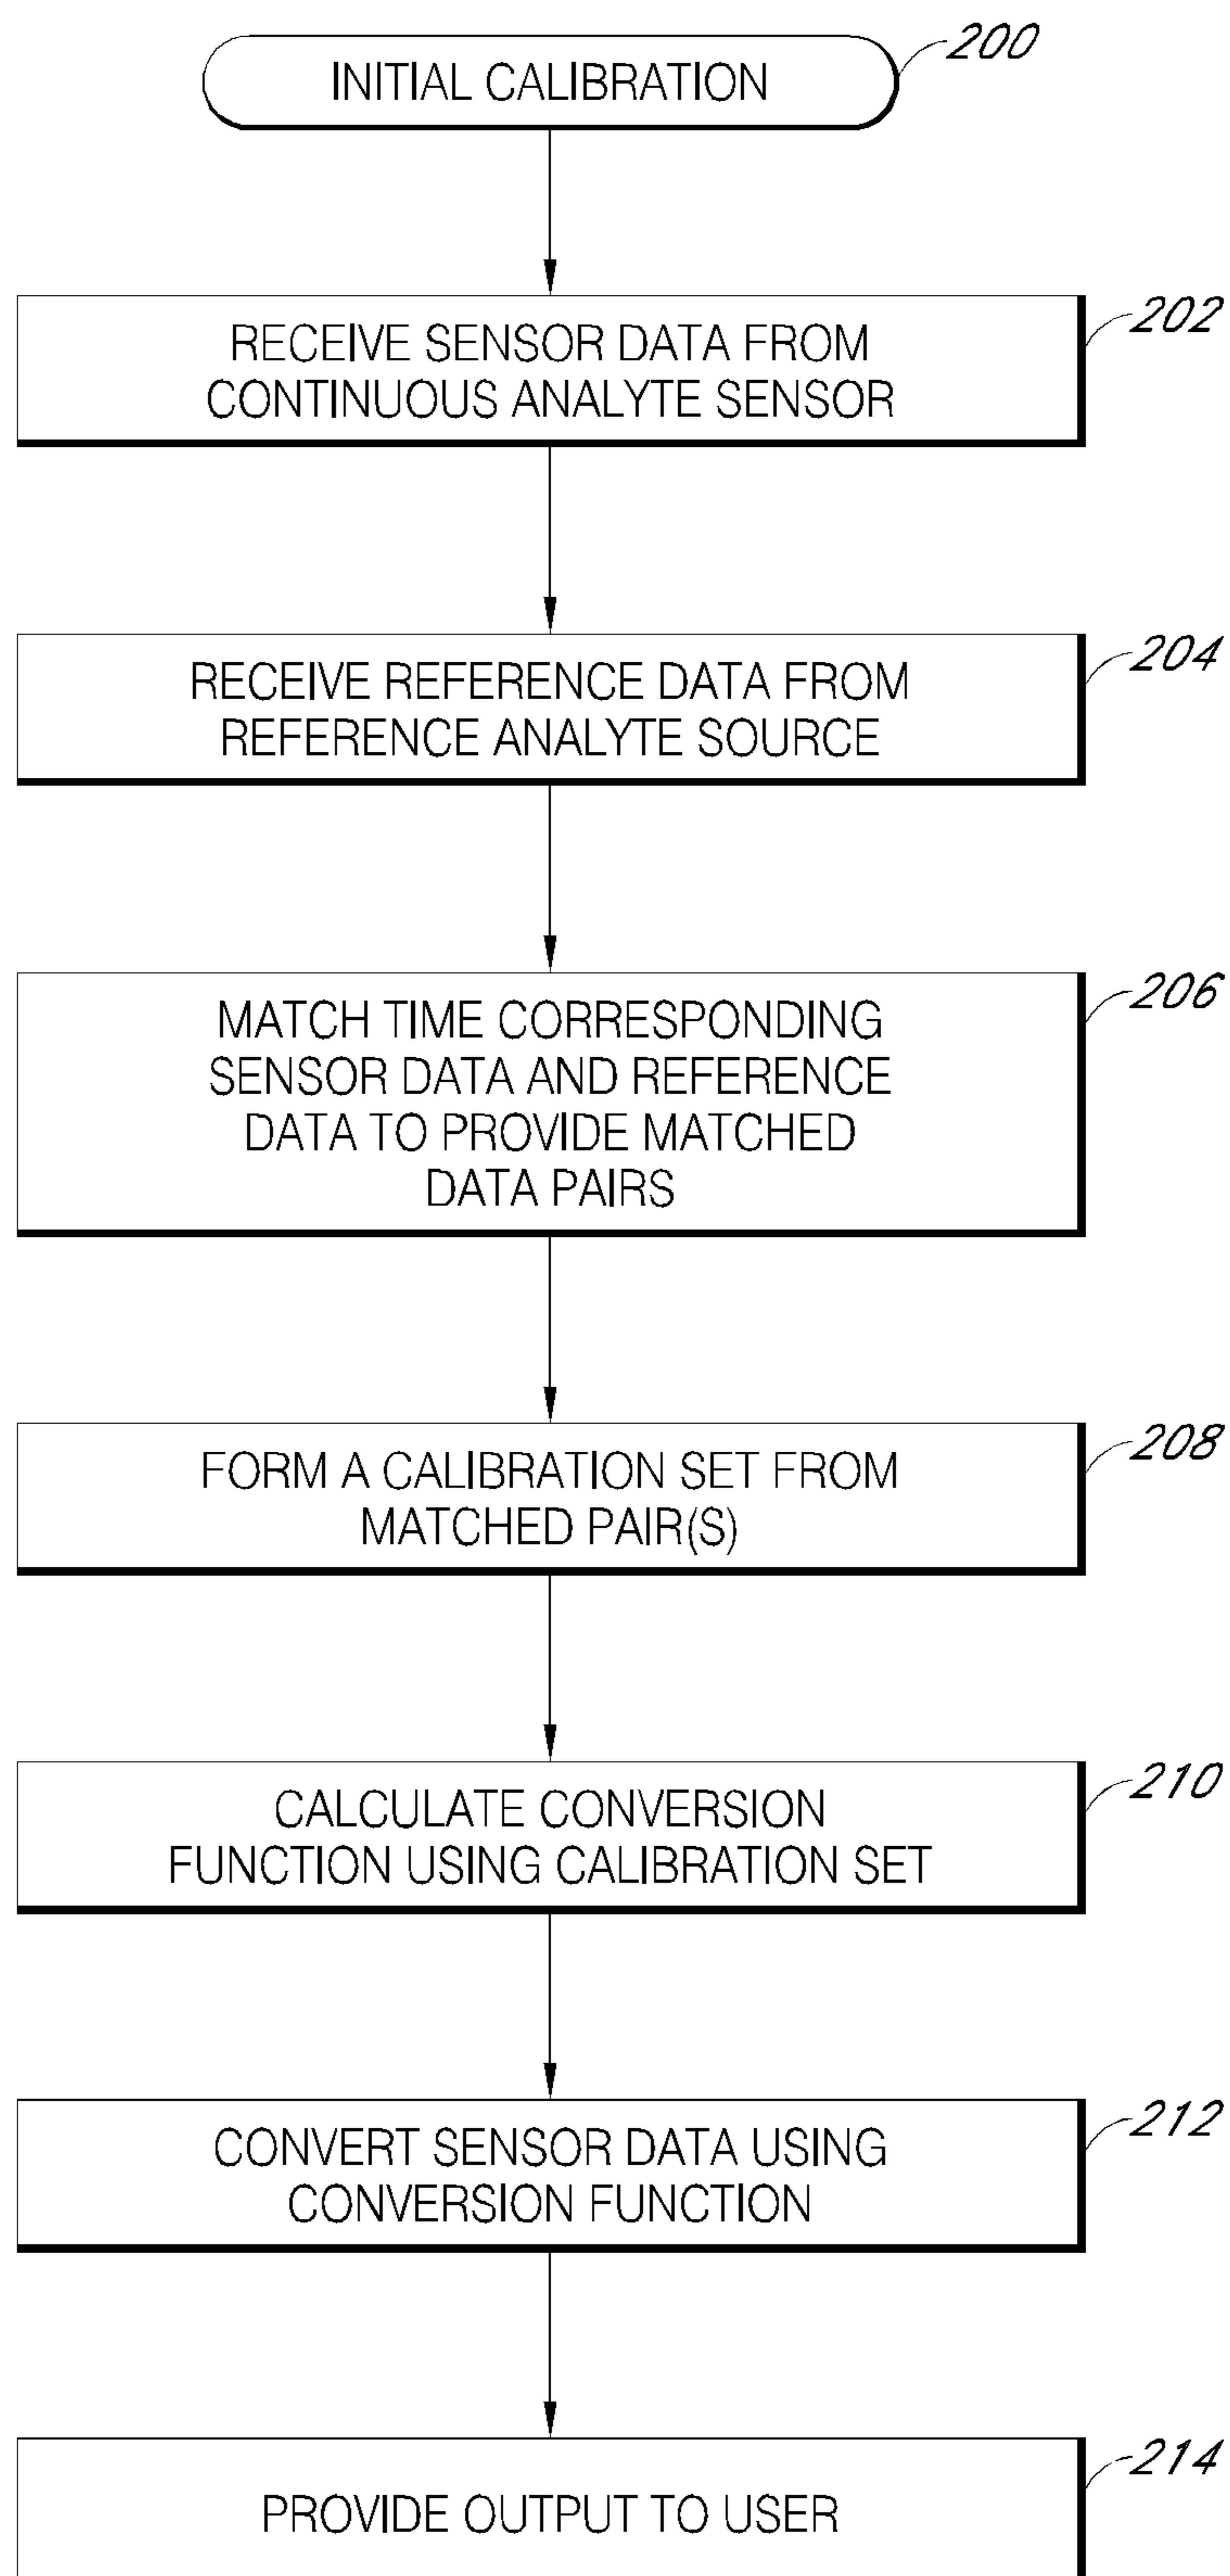 INITIAL CALIBRATION
200
RECEIVE SENSOR DATA FROM
CONTINUOUS ANALYTE SENSOR
202
RECEIVE REFERENCE DATA FROM
REFERENCE ANALYTE SOURCE
204
MATCH TIME CORRESPONDING
SENSOR DATA AND REFERENCE
DATA TO PROVIDE MATCHED
DATA PAIRS
206
FORM A CALIBRATION SET FROM
MATCHED PAIR(S)
208
CALCULATE CONVERSION
FUNCTION USING CALIBRATION SET
210
CONVERT SENSOR DATA USING
CONVERSION FUNCTION
212
PROVIDE OUTPUT TO USER
214